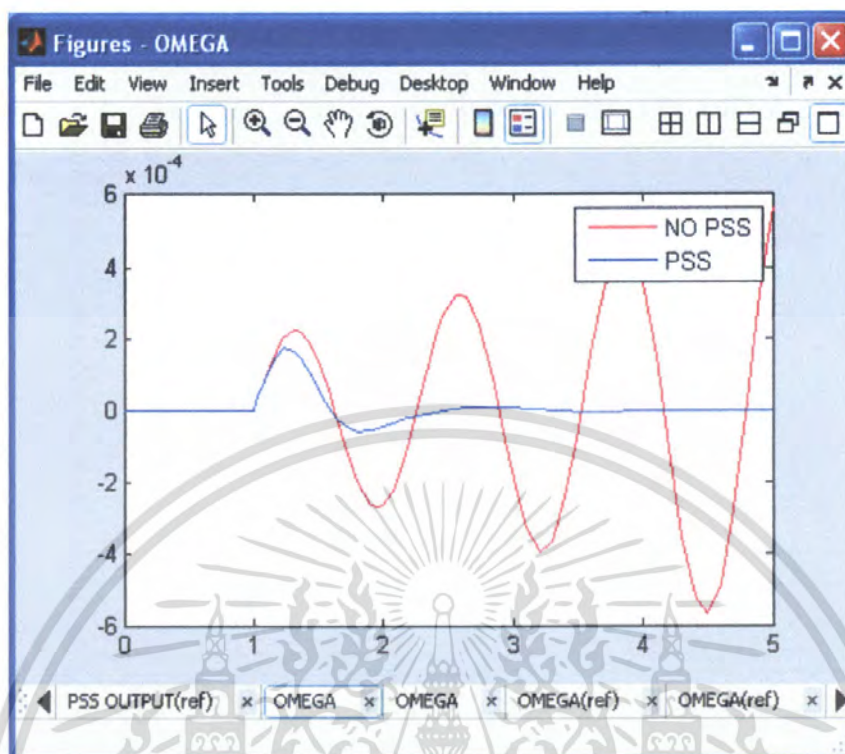 Figures - OMEGA
File Edit View Insert Tools Debug Desktop Window Help
x 10^-4
6
4
2
0
-2
-4
-6
NO PSS
PSS
0 1 2 3 4 5
PSS OUTPUT(ref) OMEGA OMEGA OMEGA(ref) OMEGA(ref)